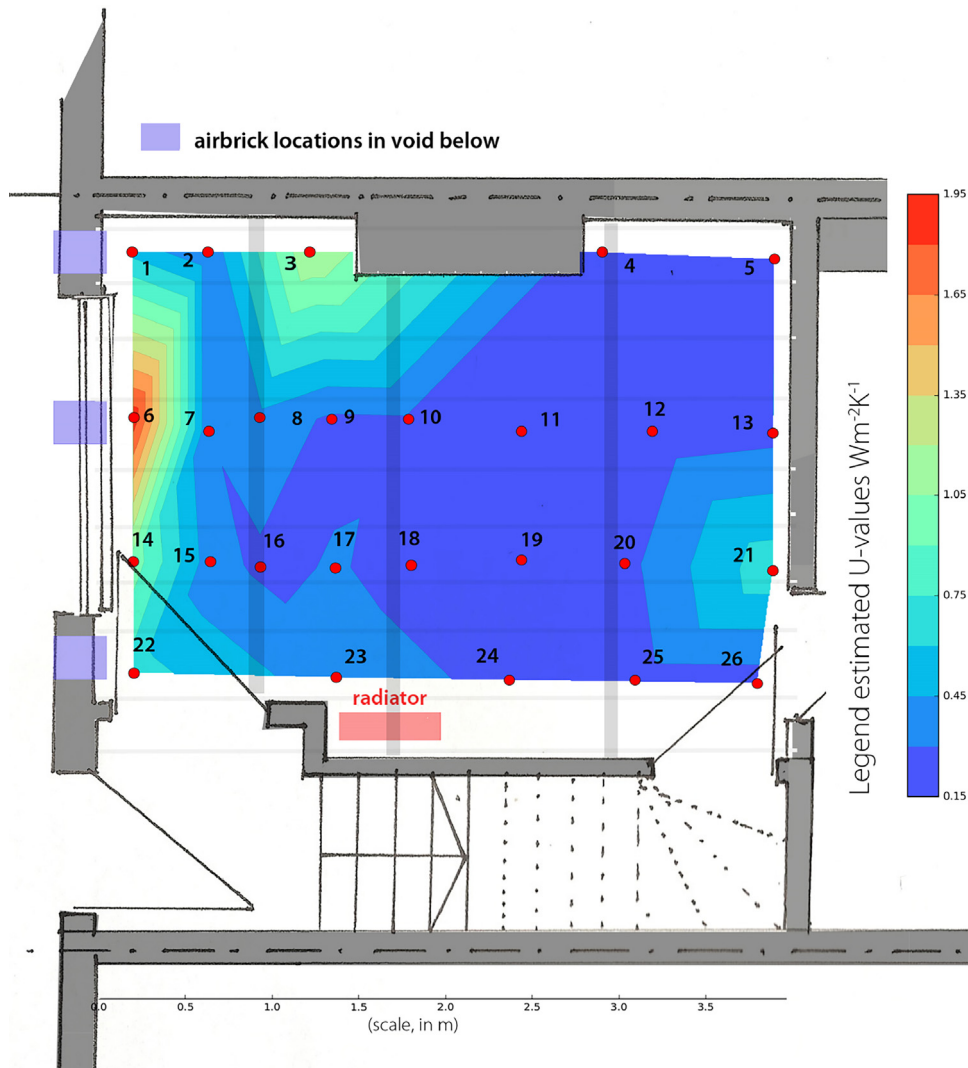 airbrick locations in void below
1.95
1 2 3 4 5
1.65
1.35
6 7 8 9 10 11 12 13
1.05
14 15 16 17 18 19 20 21
0.75
22 23 24 25 26
0.45
radiator
0.15
Legend estimated U-values Wm⁻²K⁻¹
0.0 0.5 1.0 1.5 2.0 2.5 3.0 3.5
(scale, in m)